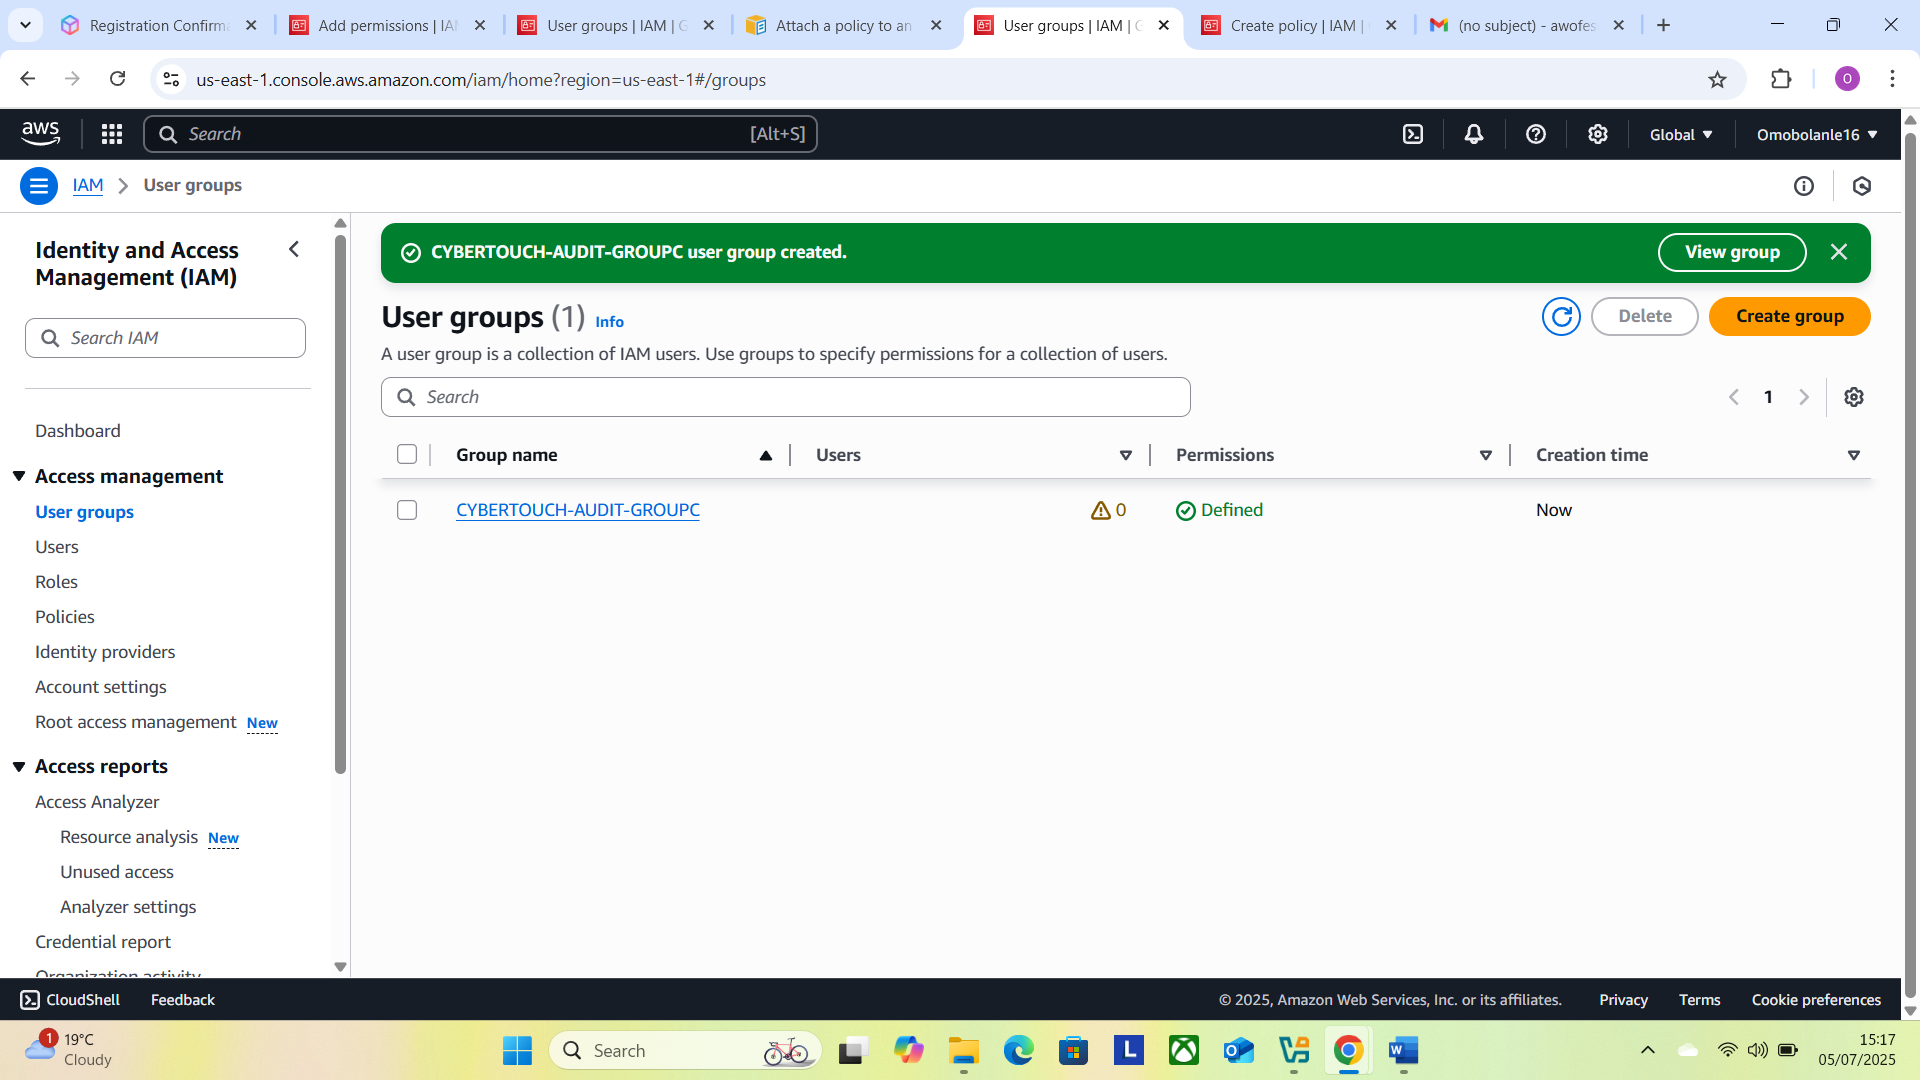 Registration Confirma
Add permissions | IAM
User groups | IAM | G
Attach a policy to an
User groups | IAM | G
Create policy | IAM |
(no subject) - awofes
us-east-1.console.aws.amazon.com/iam/home?region=us-east-1#/groups
O
aws
Search
[Alt+S]
Global
Omobolanle16
IAM
User groups
Identity and Access
Management (IAM)
Search IAM
Dashboard
Access management
User groups
Users
Roles
Policies
Identity providers
Account settings
Root access management New
Access reports
Access Analyzer
Resource analysis New
Unused access
Analyzer settings
Credential report
Organization activity
CYBERTOUCH-AUDIT-GROUPC user group created.
View group
User groups (1) Info
Delete
Create group
A user group is a collection of IAM users. Use groups to specify permissions for a collection of users.
Search
1
Group name
Users
Permissions
Creation time
CYBERTOUCH-AUDIT-GROUPC
0
Defined
Now
CloudShell
Feedback
© 2025, Amazon Web Services, Inc. or its affiliates.
Privacy
Terms
Cookie preferences
1
19°C
Cloudy
Search
L
W
15:17
05/07/2025